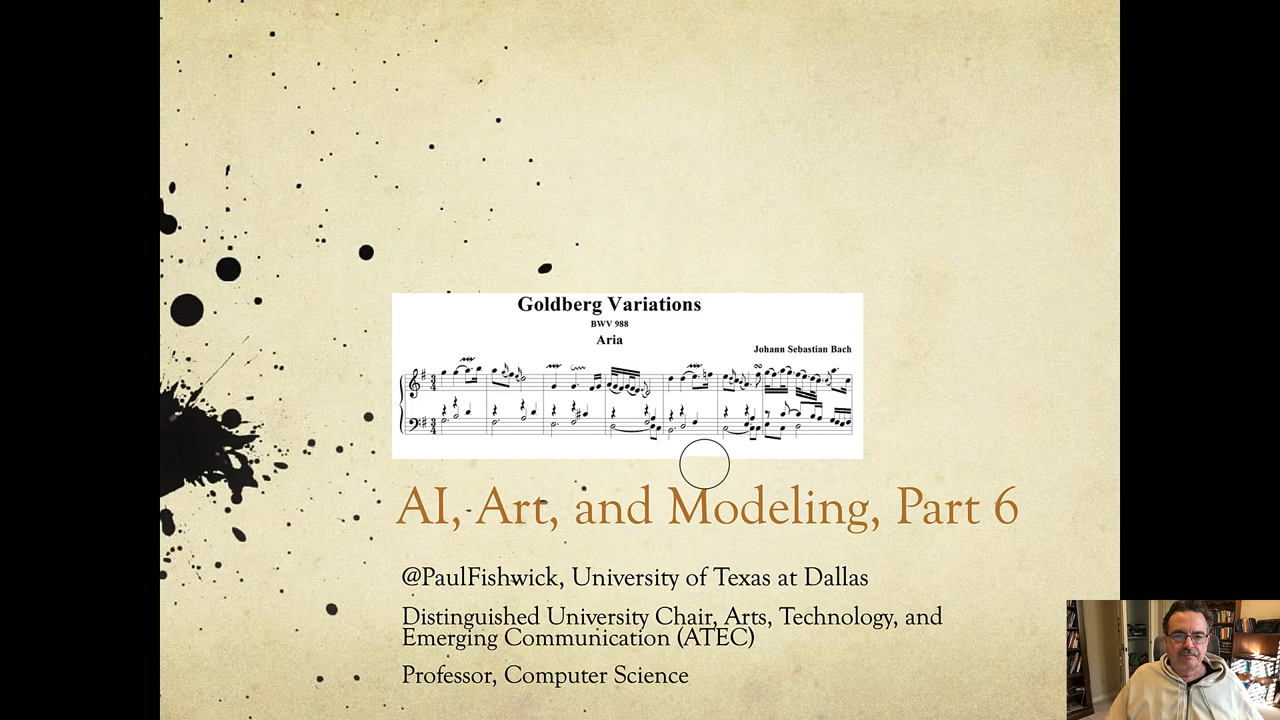 Goldberg Variations
BWV 988
Aria
Johann Sebastian Bach
AI, Art, and Modeling, Part 6
@PaulFishwick, University of Texas at Dallas
Distinguished University Chair, Arts, Technology, and
Emerging Communication (ATEC)
Professor, Computer Science